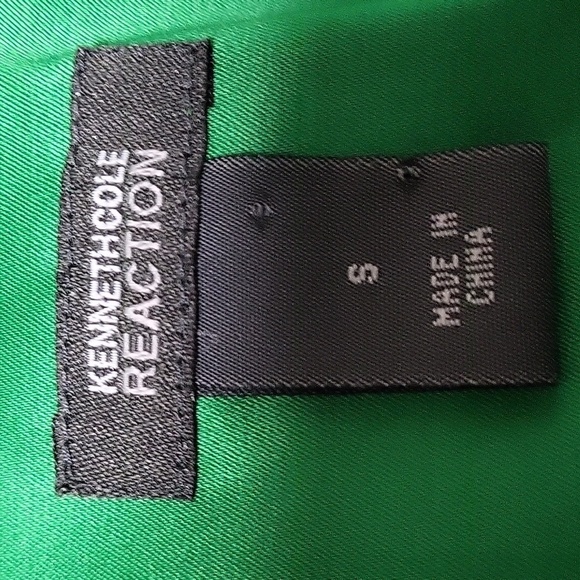 KENNETH COLE
REACTION
S
MADE IN
CHINA